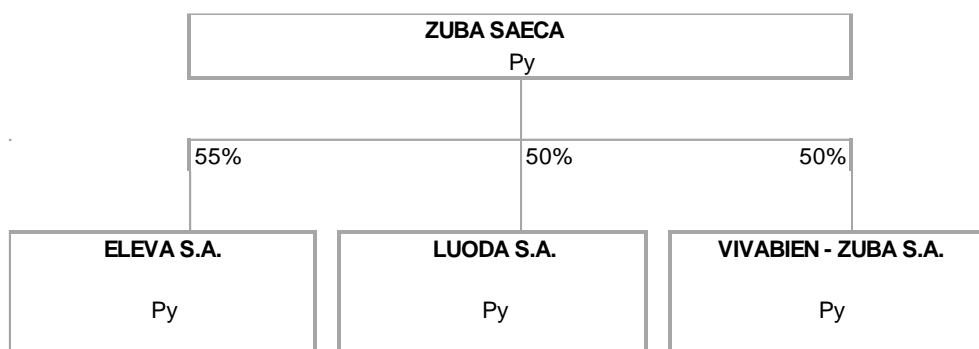 ZUBA SAECA
Py
55%
50%
50%
ELEVA S.A.
LUODA S.A.
VIVABIEN - ZUBA S.A.
Py
Py
Py